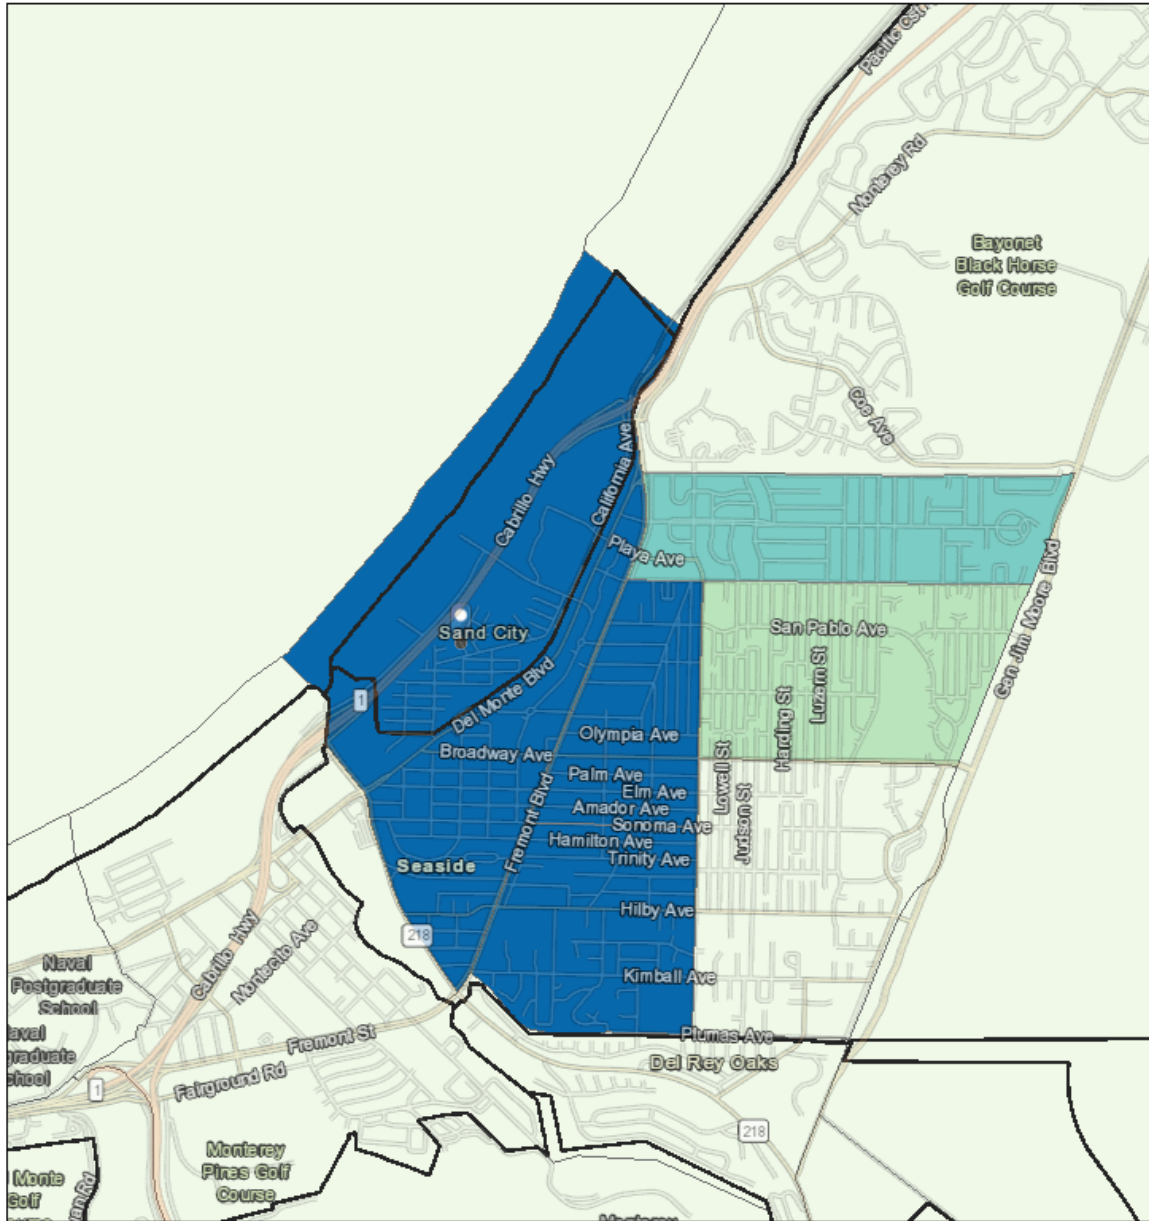 Pacific
Monterey Rd
Bayonet
Black Horse
Golf Course
Coe Ave
Cabrillo Hwy
California Ave
Playa Ave
Gen Jim Moore Blvd
Sand City
San Pablo Ave
Luzern St
Harding St
1
Del Monte Blvd
Olympia Ave
Broadway Ave
Lowell St
Palm Ave
Elm Ave
Judson St
Amador Ave
Sonoma Ave
Fremont Blvd
Hamilton Ave
Trinity Ave
Seaside
Hilby Ave
218
Cabrillo Hwy
Montecito Ave
Naval
Postgraduate
School
Kimball Ave
Fremont St
Plumas Ave
Del Rey Oaks
1
Fairground Rd
218
Monterey
Pines Golf
Course
Monte
Golf